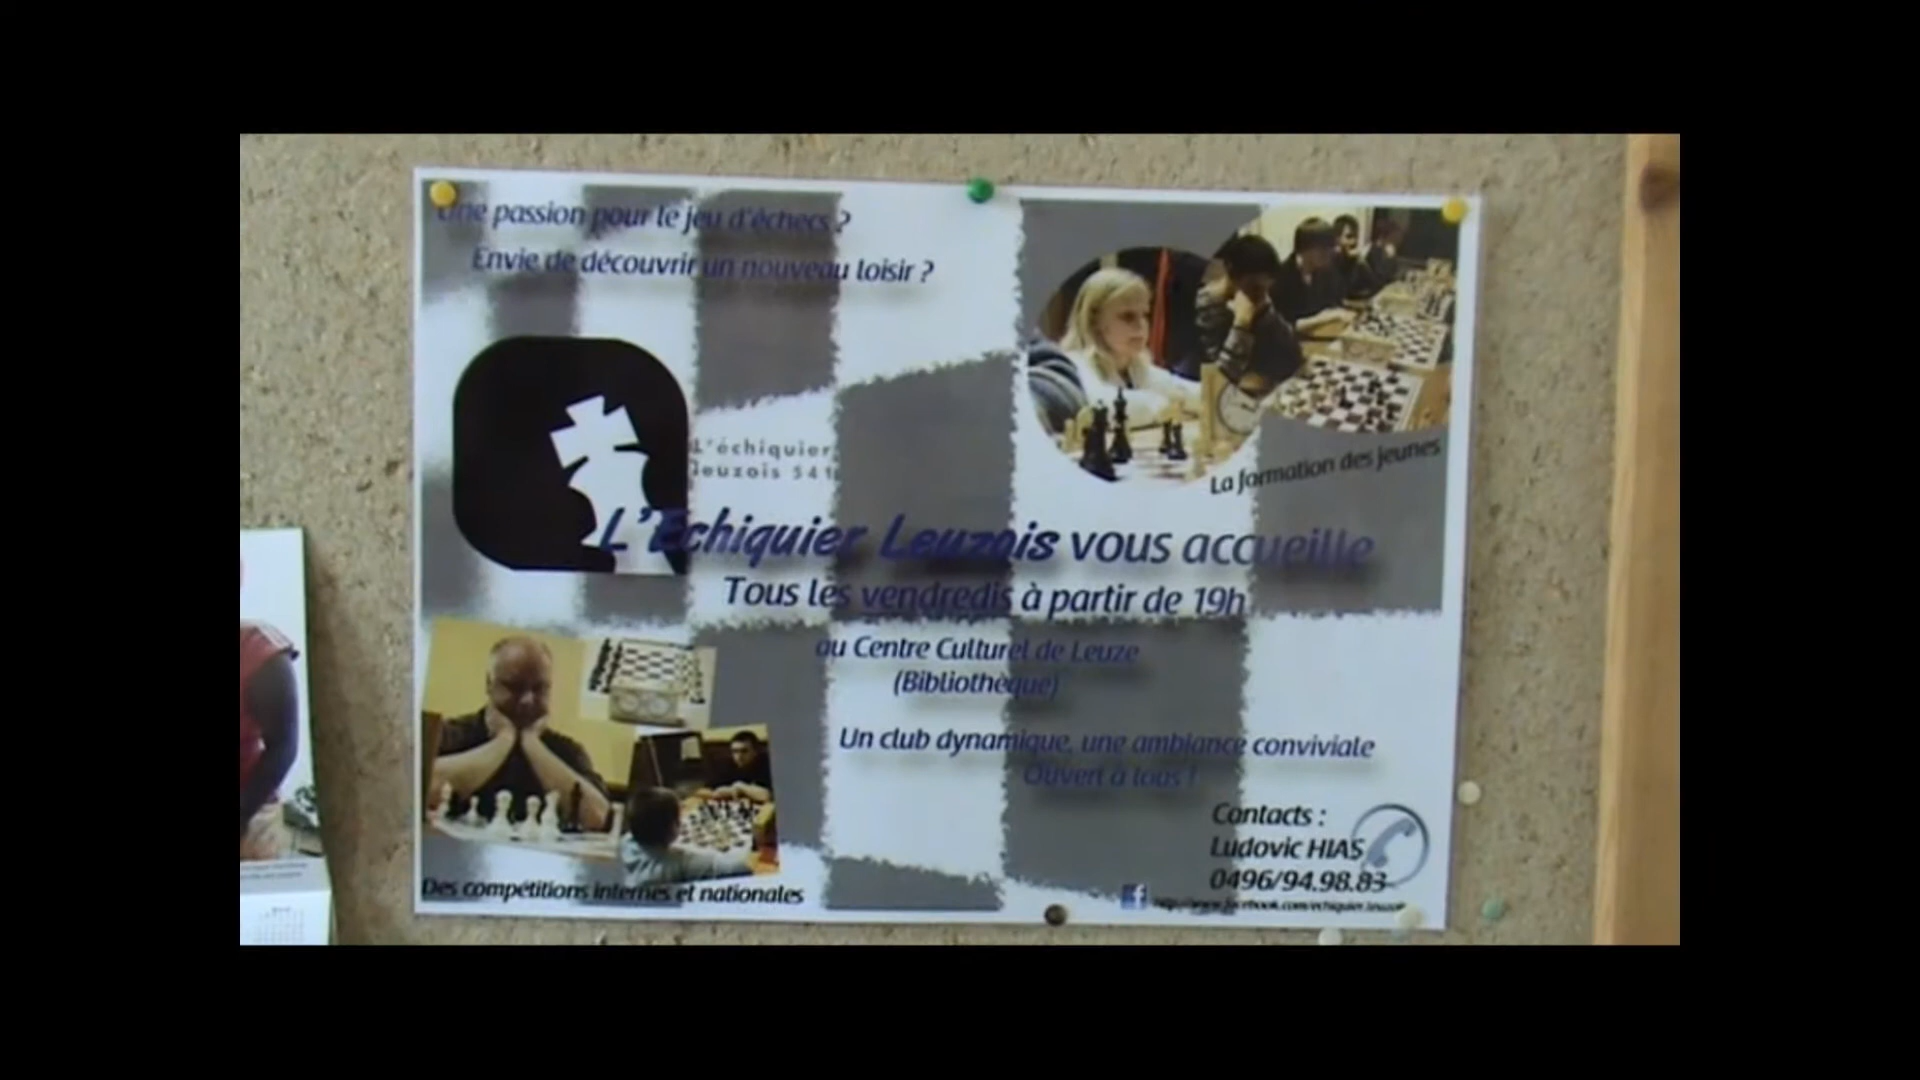 Une passion pour le jeu d'échecs ?
Envie de découvrir un nouveau loisir ?
L'échiquier
leuzois 541
La formation des jeunes
L'Echiquier Leuzois vous accueille
Tous les vendredis à partir de 19h
au Centre Culturel de Leuze
(Bibliothèque)
Un club dynamique, une ambiance conviviale
Ouvert à tous !
Contacts :
Ludovic HIAS
0496/94.98.83
Des compétitions internes et nationales